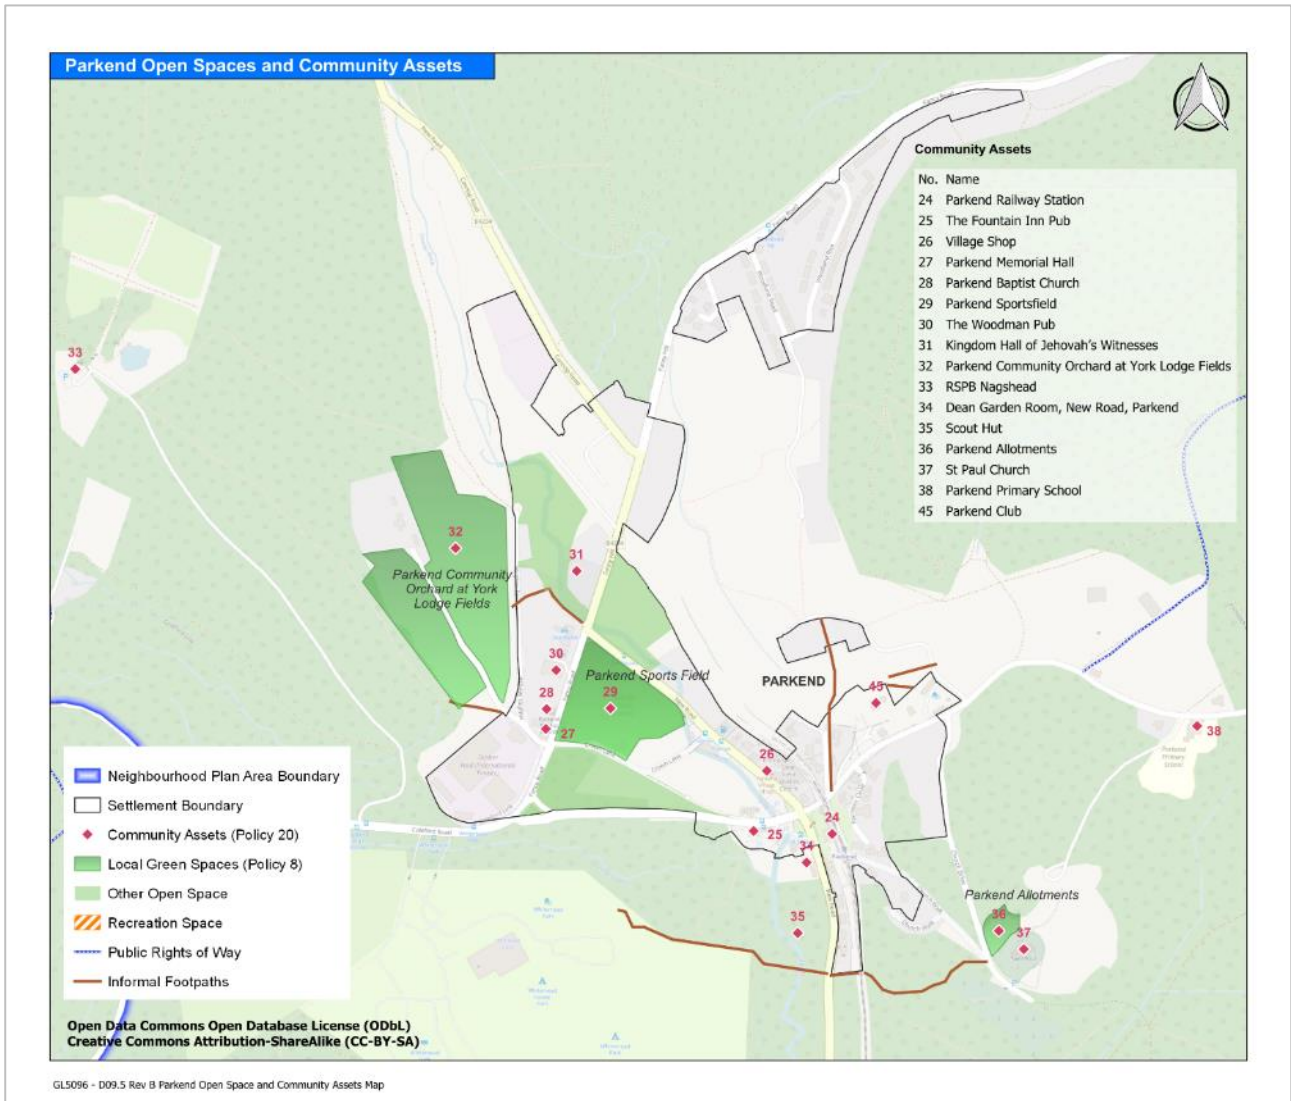 Parkend Open Spaces and Community Assets
Community Assets
No. Name
24 Parkend Railway Station
25 The Fountain Inn Pub
26 Village Shop
27 Parkend Memorial Hall
28 Parkend Baptist Church
29 Parkend Sportsfield
30 The Woodman Pub
31 Kingdom Hall of Jehovah's Witnesses
32 Parkend Community Orchard at York Lodge Fields
33 RSPB Nagshead
34 Dean Garden Room, New Road, Parkend
35 Scout Hut
36 Parkend Allotments
37 St Paul Church
38 Parkend Primary School
45 Parkend Club
33
32
Parkend Community
Orchard at York
Lodge Fields
31
30
Parkend Sports Field
PARKEND
28
29
45
27
38
Parkend
Primary
School
26
24
25
34
Coleford Road
Parkend Allotments
36
35
37
Neighbourhood Plan Area Boundary
Settlement Boundary
Community Assets (Policy 20)
Local Green Spaces (Policy 8)
Other Open Space
Recreation Space
Public Rights of Way
Informal Footpaths
Open Data Commons Open Database License (ODbL)
Creative Commons Attribution-ShareAlike (CC-BY-SA)
GL5096 - D09.5 Rev B Parkend Open Space and Community Assets Map